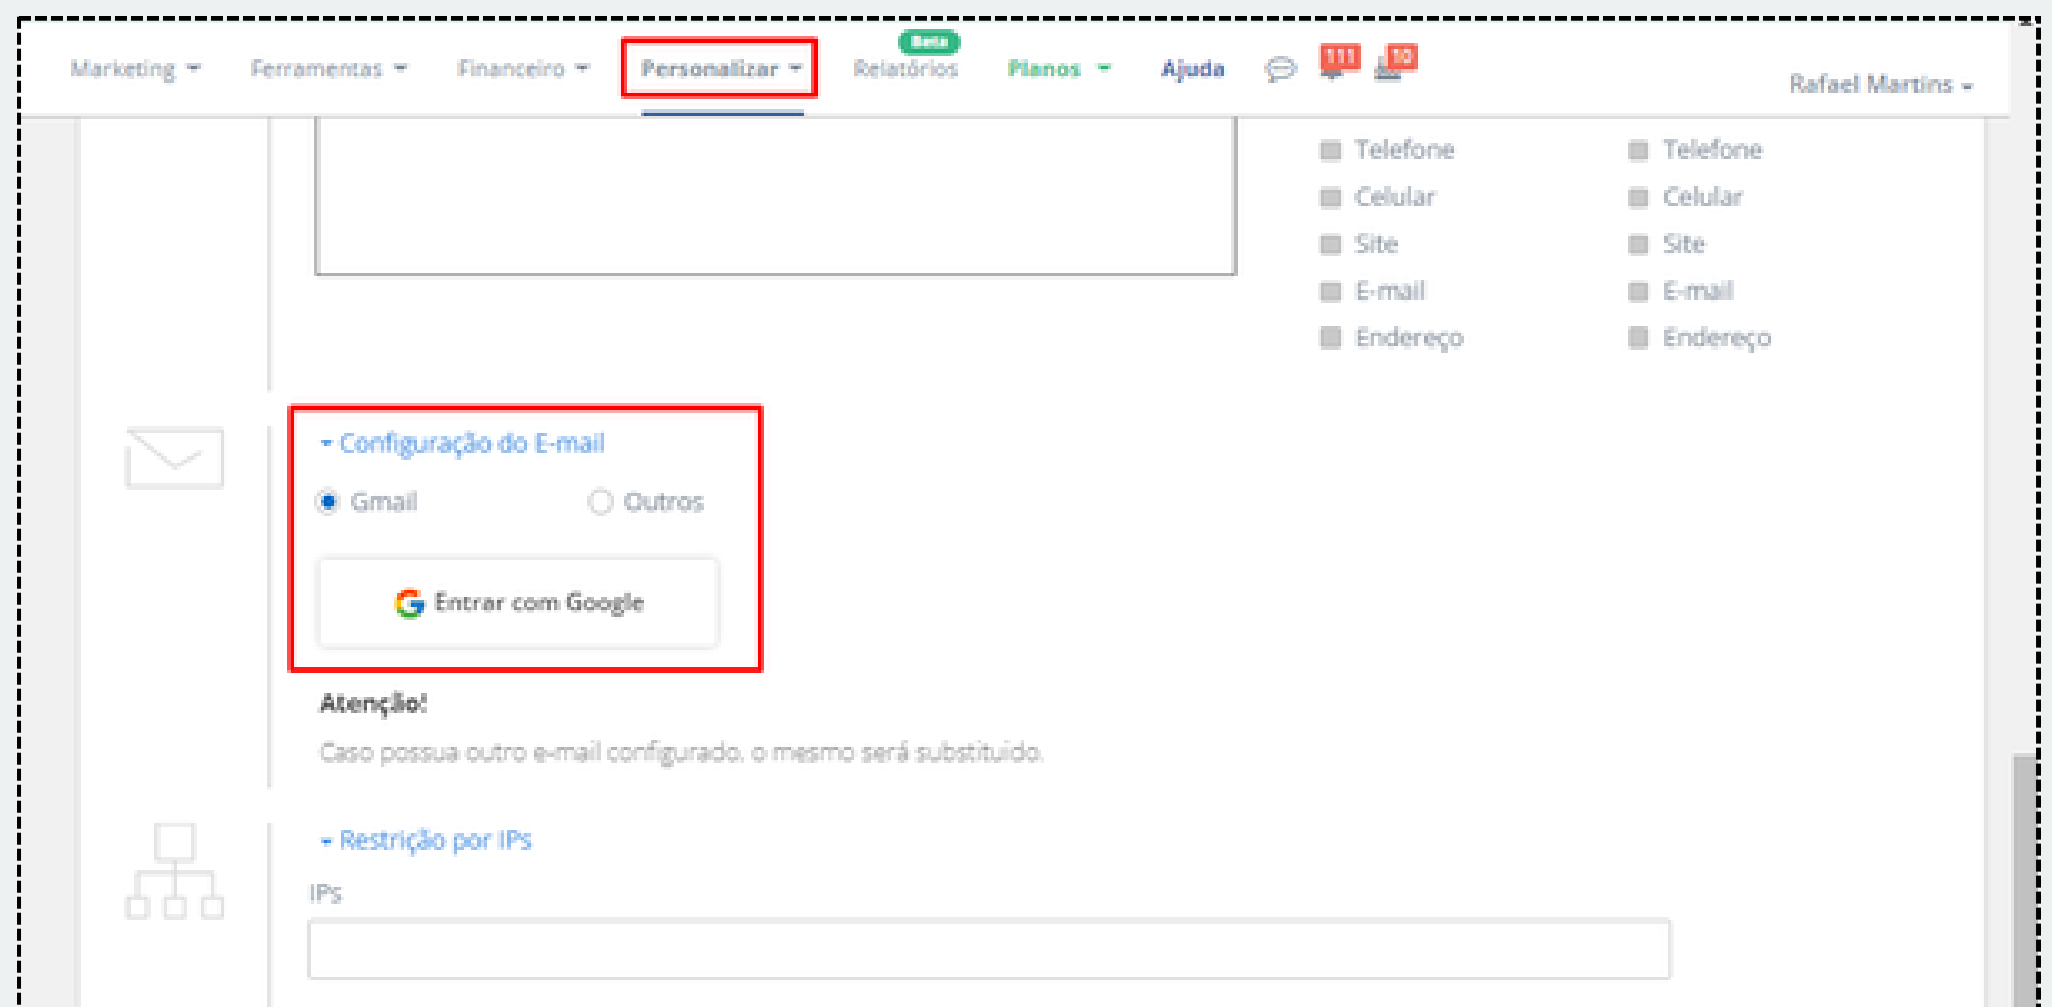 Beta
Marketing Ferramentas Financeiro Personalizar Relatórios Planos Ajuda 111 10 Rafael Martins
Telefone Telefone
Celular Celular
Site Site
E-mail E-mail
Endereço Endereço
Configuração do E-mail
Gmail Outros
Entrar com Google
Atenção!
Caso possua outro e-mail configurado, o mesmo será substituido.
Restrição por IPs
IPs